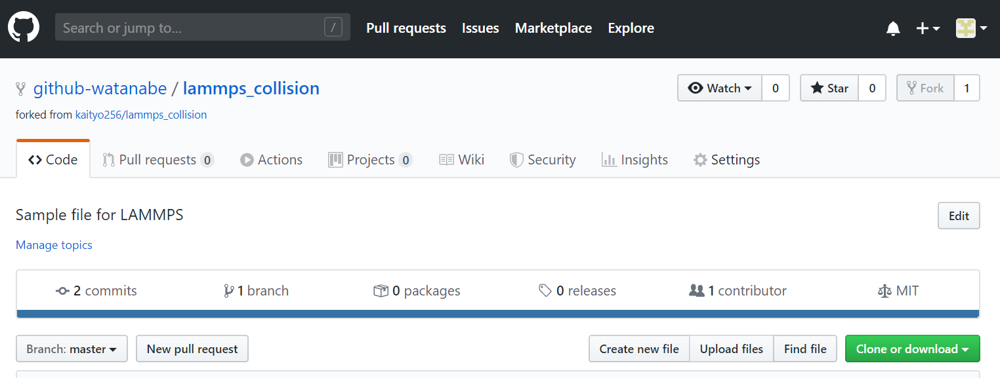 Search or jump to... / Pull requests Issues Marketplace Explore
github-watanabe / lammps_collision Watch 0 Star 0 Fork 1
forked from kaityo256/lammps_collision
Code Pull requests 0 Actions Projects 0 Wiki Security Insights Settings
Sample file for LAMMPS Edit
Manage topics
2 commits 1 branch 0 packages 0 releases 1 contributor MIT
Branch: master New pull request Create new file Upload files Find file Clone or download